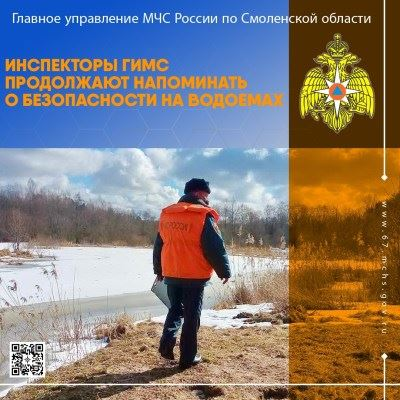 Главное управление МЧС России по Смоленской области
ИНСПЕКТОРЫ ГИМС
ПРОДОЛЖАЮТ НАПОМИНАТЬ
О БЕЗОПАСНОСТИ НА ВОДОЕМАХ
РОССИИ
www.67.mchs.gov.ru